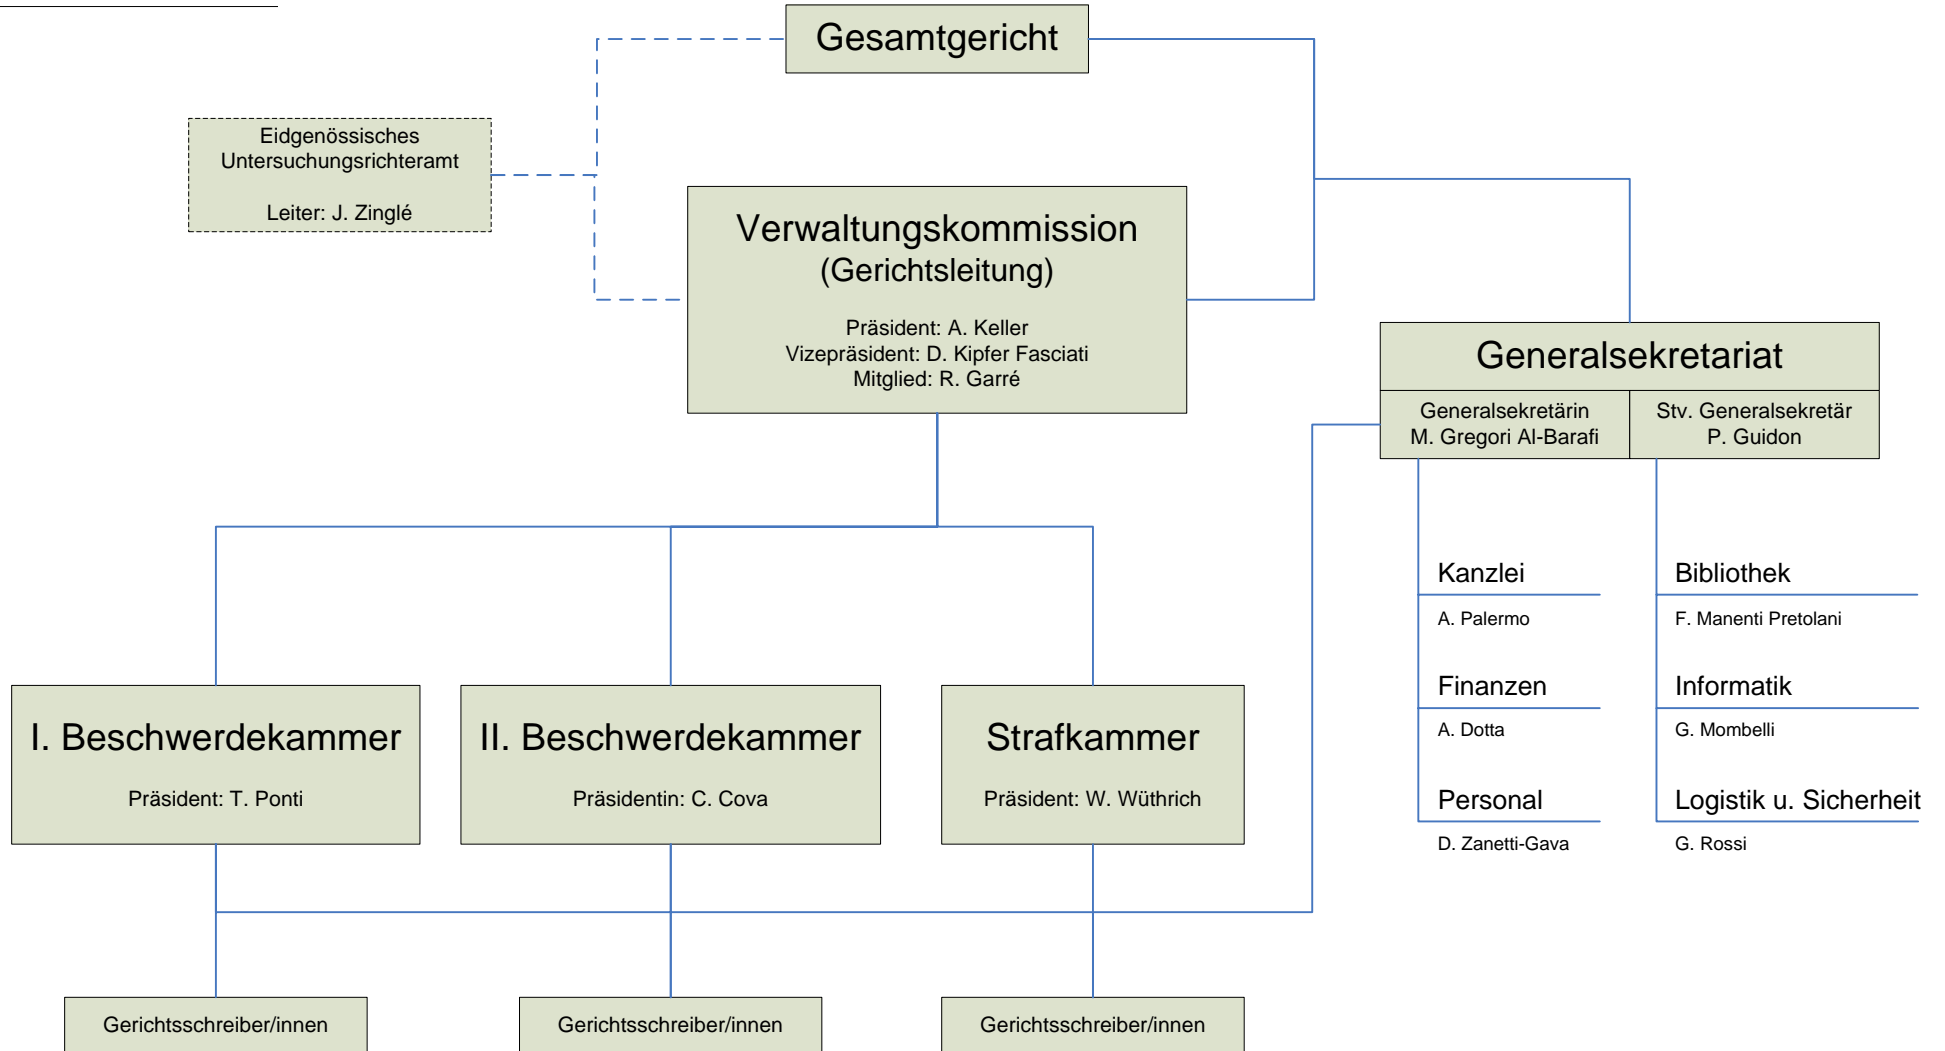 Gesamtgericht
Eidgenössisches
Untersuchungsrichteramt
Leiter: J. Zinglé
Verwaltungskommission
(Gerichtsleitung)
Präsident: A. Keller
Vizepräsident: D. Kipfer Fasciati
Mitglied: R. Garré
Generalsekretariat
Generalsekretärin
M. Gregori Al-Barafi
Stv. Generalsekretär
P. Guidon
Kanzlei
A. Palermo
Finanzen
A. Dotta
Personal
D. Zanetti-Gava
Bibliothek
F. Manenti Pretolani
Informatik
G. Mombelli
Logistik u. Sicherheit
G. Rossi
I. Beschwerdekammer
Präsident: T. Ponti
II. Beschwerdekammer
Präsidentin: C. Cova
Strafkammer
Präsident: W. Wüthrich
Gerichtsschreiber/innen
Gerichtsschreiber/innen
Gerichtsschreiber/innen